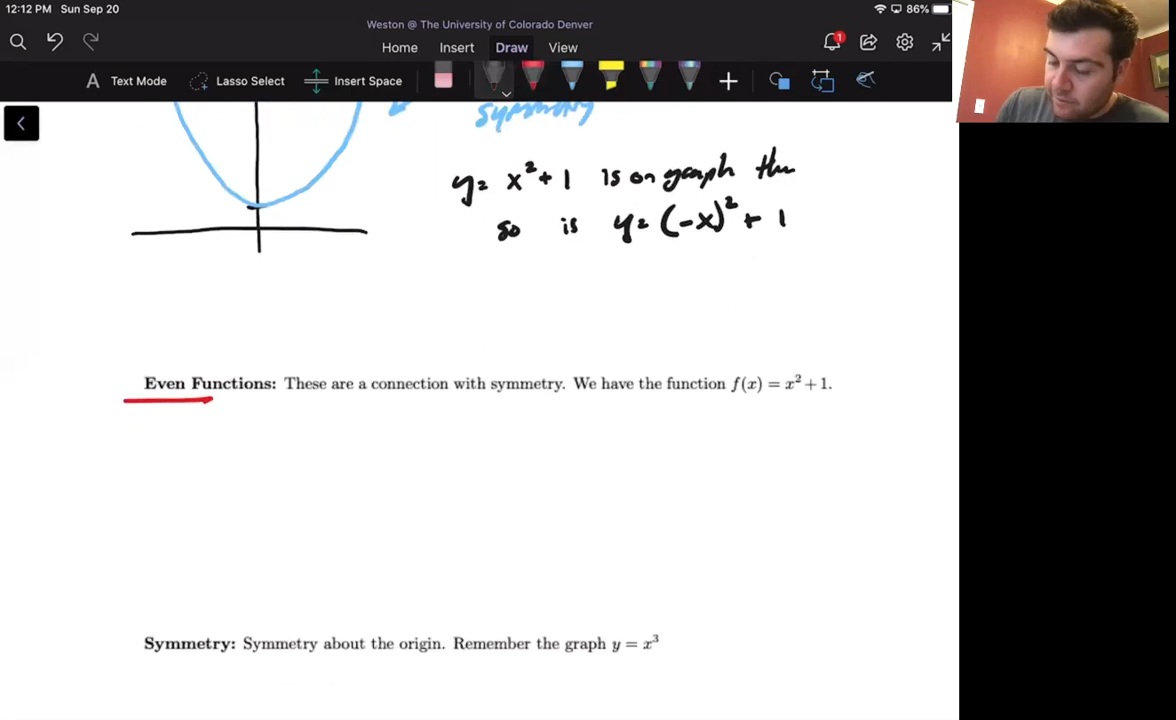 12:12 PM Sun Sep 20
86%
Weston @ The University of Colorado Denver
Home Insert Draw View
1
Text Mode Lasso Select Insert Space
symmetry
y= x²+1 is on graph then
so is y=(-x)²+1
Even Functions: These are a connection with symmetry. We have the function f(x) = x² + 1.
Symmetry: Symmetry about the origin. Remember the graph y = x³